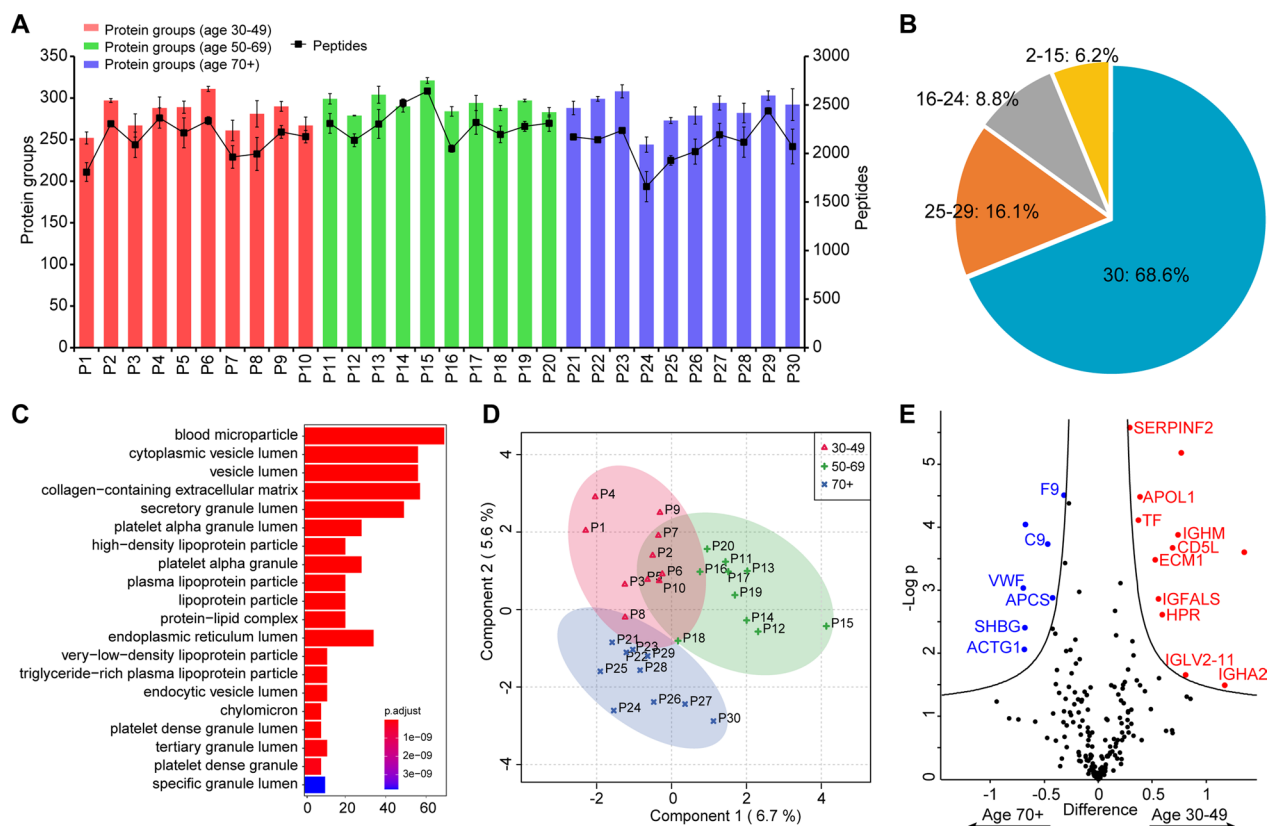 A
Protein groups (age 30-49)
Protein groups (age 50-69)
Protein groups (age 70+)
Peptides
350
300
250
200
150
100
50
0
Protein groups
3000
2500
2000
1500
1000
500
0
Peptides
P1 P2 P3 P4 P5 P6 P7 P8 P9 P10 P11 P12 P13 P14 P15 P16 P17 P18 P19 P20 P21 P22 P23 P24 P25 P26 P27 P28 P29 P30
B
2-15: 6.2%
16-24: 8.8%
25-29: 16.1%
30: 68.6%
C
blood microparticle
cytoplasmic vesicle lumen
vesicle lumen
collagen−containing extracellular matrix
secretory granule lumen
platelet alpha granule lumen
high−density lipoprotein particle
platelet alpha granule
plasma lipoprotein particle
lipoprotein particle
protein−lipid complex
endoplasmic reticulum lumen
very−low−density lipoprotein particle
triglyceride−rich plasma lipoprotein particle
endocytic vesicle lumen
chylomicron
platelet dense granule lumen
tertiary granule lumen
platelet dense granule
specific granule lumen
p.adjust
1e−09
2e−09
3e−09
0 20 40 60
D
30-49
50-69
70+
4
2
0
-2
-4
Component 2 ( 5.6 %)
P4
P1
P9
P7
P2
P6
P5
P3
P10
P8
P20
P11
P16
P13
P17
P19
P14
P12
P15
P18
P21
P23
P22
P29
P25
P28
P24
P26
P27
P30
-2 0 2 4
Component 1 ( 6.7 %)
E
-Log p
5
4
3
2
1
0
SERPINF2
F9
APOL1
TF
IGHM
C9
CD5L
ECM1
VWF
APCS
IGFALS
HPR
SHBG
ACTG1
IGLV2-11
IGHA2
-1 -0.5 0 0.5 1
Difference
Age 70+
Age 30-49